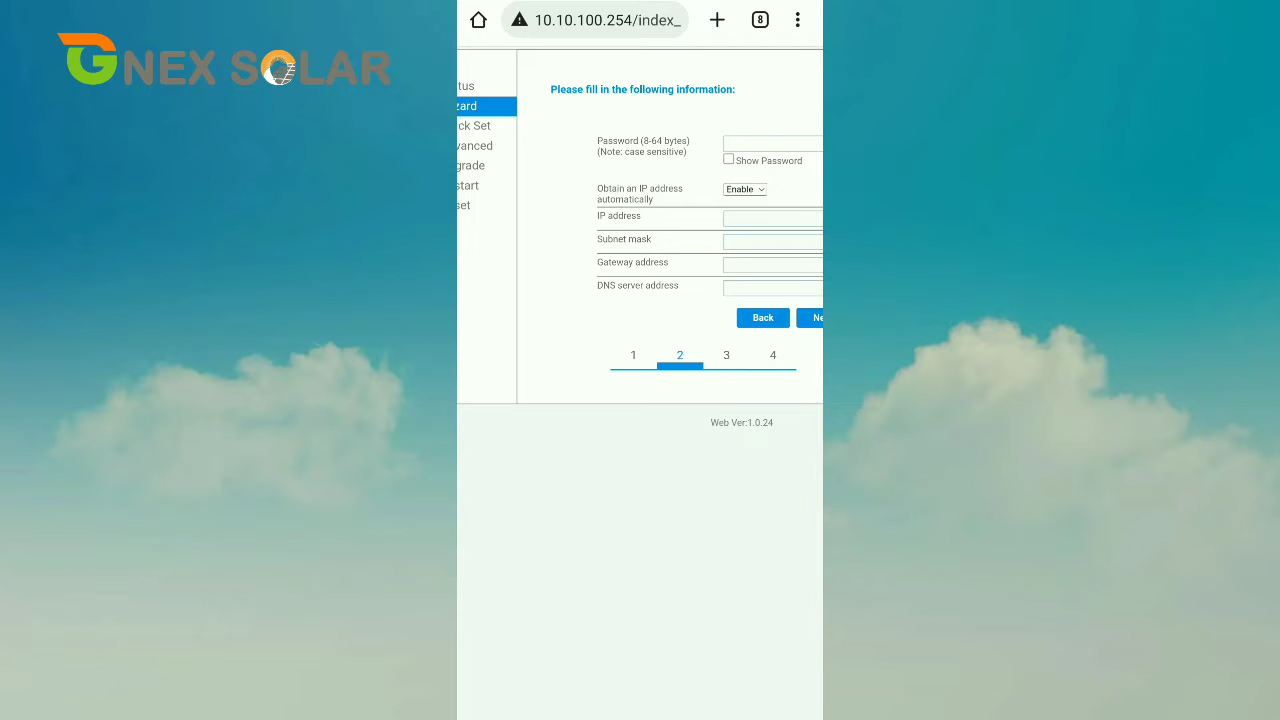 GNEX SOLAR
10.10.100.254/index_
8
tus
zard
ck Set
vanced
grade
start
set
Please fill in the following information:
Password (8-64 bytes)
(Note: case sensitive)
Show Password
Obtain an IP address
automatically
Enable
IP address
Subnet mask
Gateway address
DNS server address
Back
Ne
1 2 3 4
Web Ver:1.0.24